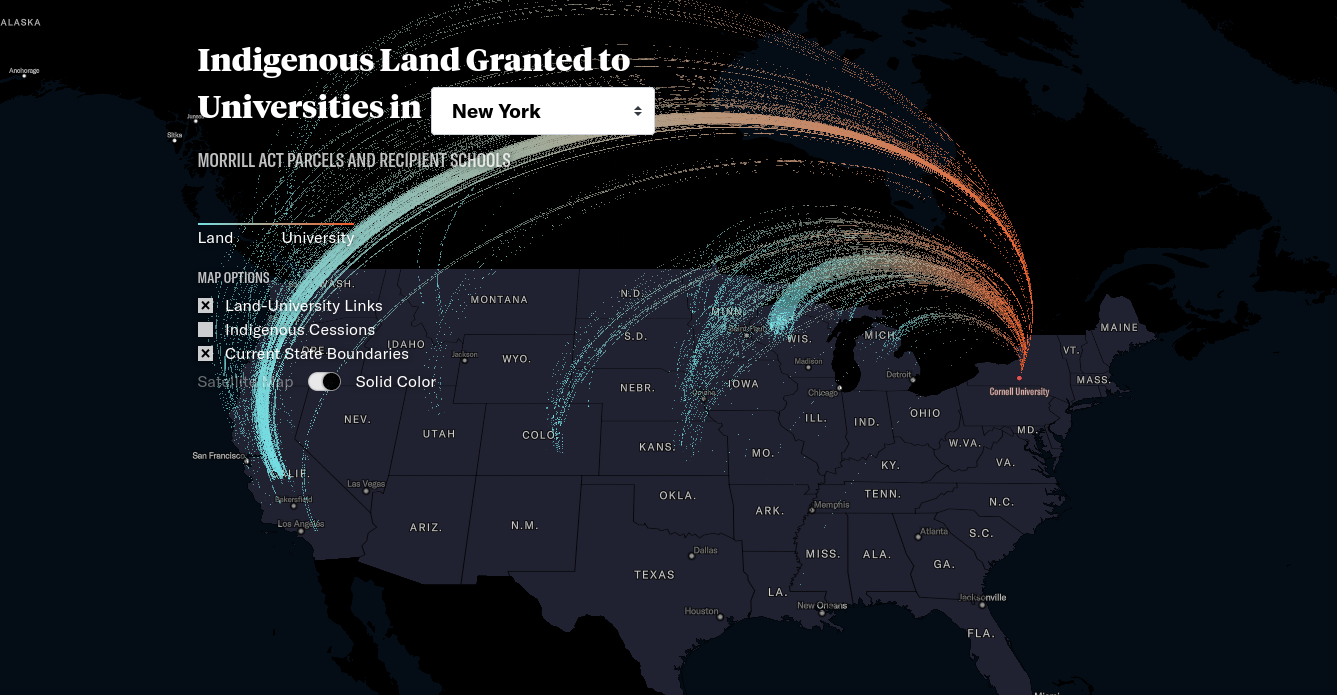 ALASKA
Anchorage
Sitka
Indigenous Land Granted to
Universities in New York
MORRILL ACT PARCELS AND RECIPIENT SCHOOLS
Land University
MAP OPTIONS
Land-University Links
Indigenous Cessions
Current State Boundaries
Satellite Map Solid Color
WASH.
MONTANA
N.D.
MINN.
MAINE
IDAHO
WYO.
S.D.
WIS.
MICH.
VT.
Jackson
Madison
Detroit
MASS.
NEBR.
IOWA
Chicago
Cornell University
NEV.
UTAH
COLO.
KANS.
MO.
ILL.
IND.
OHIO
MD.
W.VA.
VA.
KY.
San Francisco
CALIF.
Las Vegas
Bakersfield
Los Angeles
OKLA.
TENN.
N.C.
ARIZ.
N.M.
ARK.
Memphis
S.C.
Dallas
MISS.
ALA.
Atlanta
GA.
TEXAS
LA.
New Orleans
Jacksonville
Houston
FLA.
Miami